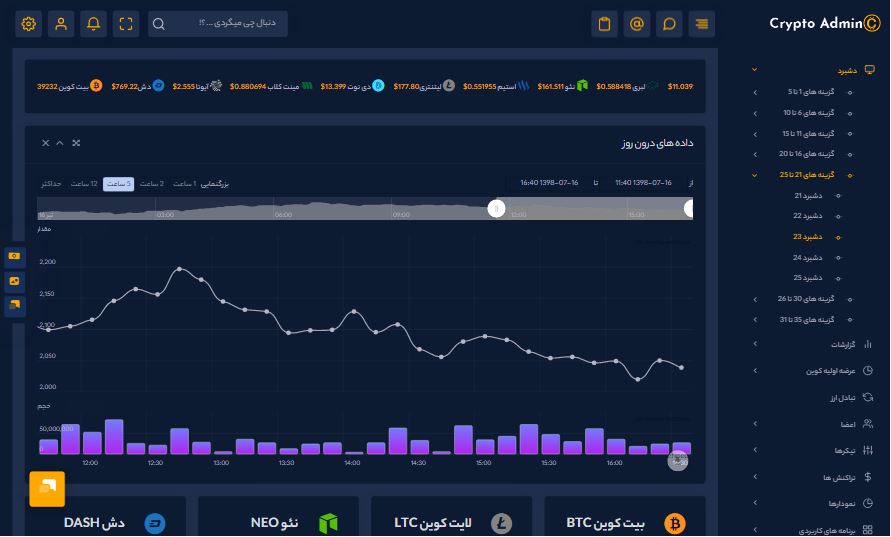 Crypto Admin
دنبال چی میگردی ... ؟!
دشبرد
گزینه های 1 تا 5
گزینه های 6 تا 10
گزینه های 11 تا 15
گزینه های 16 تا 20
گزینه های 21 تا 25
دشبرد 21
دشبرد 22
دشبرد 23
دشبرد 24
دشبرد 25
گزینه های 26 تا 30
گزینه های 31 تا 35
گزارشات
عرضه اولیه کوین
تبادل ارز
اعضا
تیکرها
تراکنش ها
نمودارها
برنامه های کاربردی
$11.039 لبری $0.588418 نئو $161.511 استیم $0.551955 لیتنتری $177.80 دی نوت $13.399 مینت کلاب $0.880694 آیوتا $2.555 دش $769.22 بیت کوین 39232
داده های درون روز
از 1398-07-16 11:40 تا 1398-07-16 16:40
بزرگنمایی 1 ساعت 2 ساعت 5 ساعت 12 ساعت حداکثر
تیر 16 03:00 06:00 09:00 12:00 15:00
مقدار
2,200
2,150
2,100
2,050
2,000
حجم
50,000,000
0
12:00 12:30 13:00 13:30 14:00 14:30 15:00 15:30 16:00 16:30
بیت کوین BTC
لایت کوین LTC
نئو NEO
دش DASH